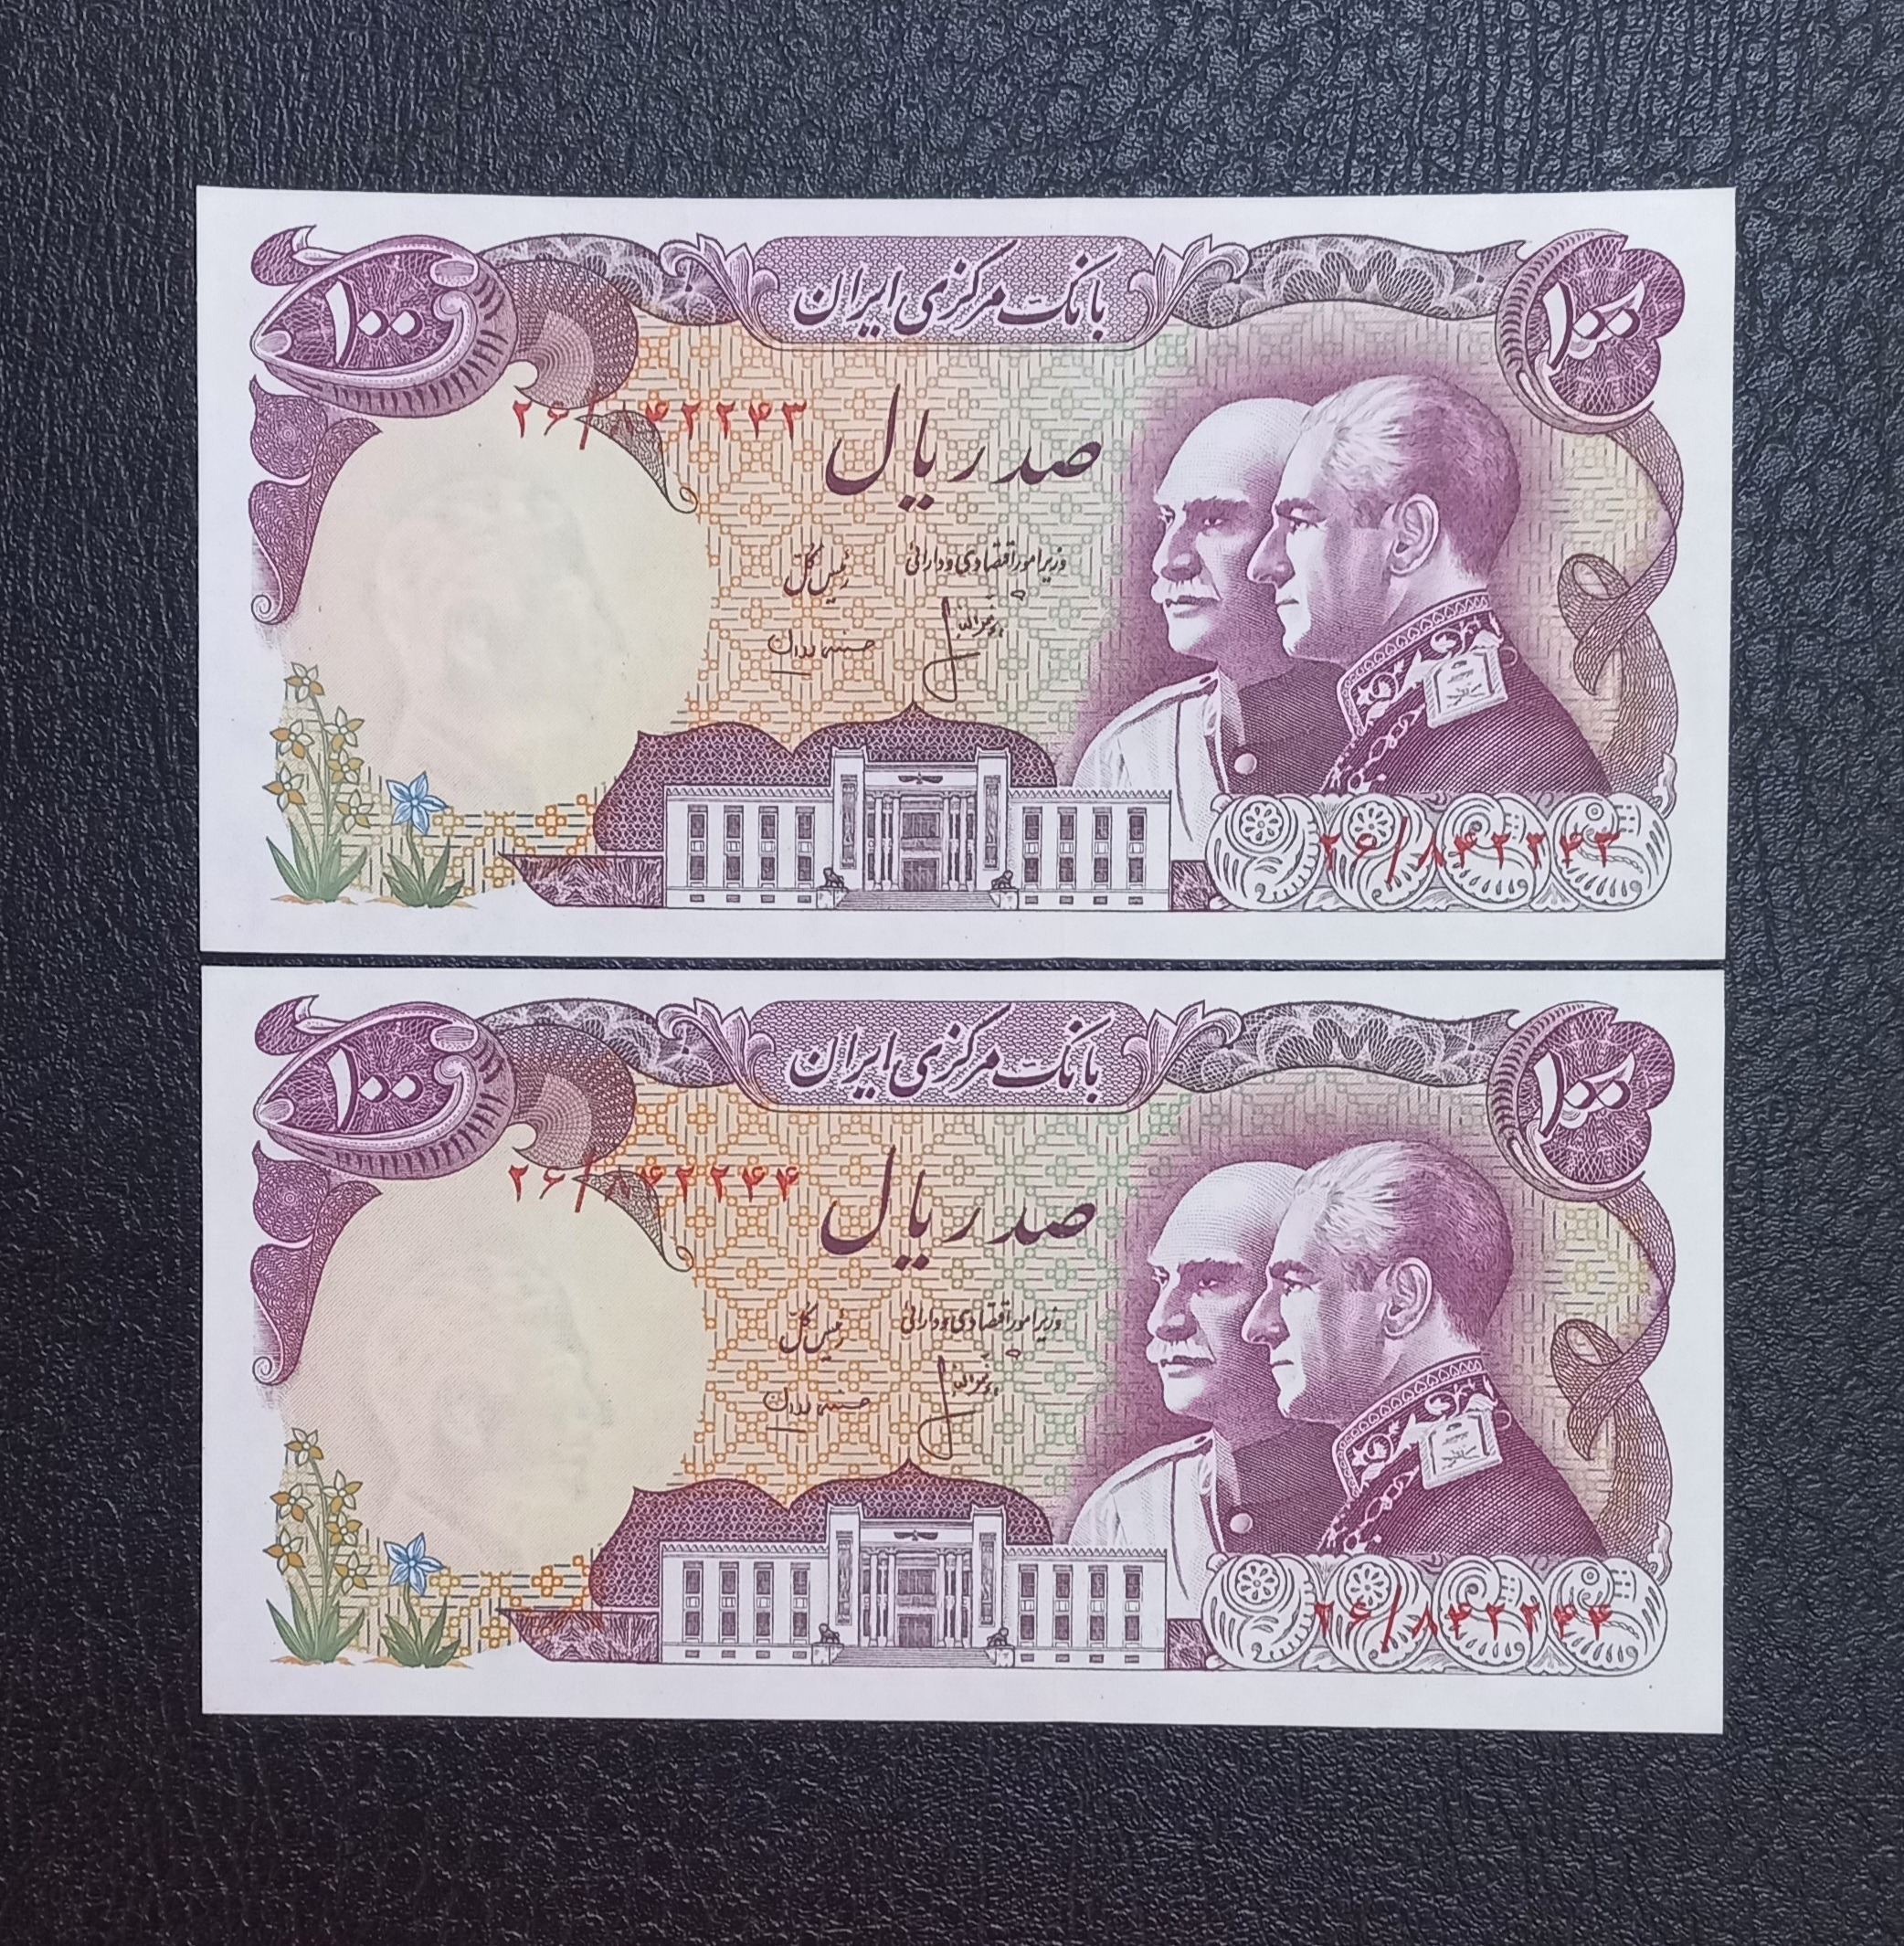 بانک مرکزی ایران
۱۰۰
۱۰۰
۲۶/۸۴۲۲۴۳
صد ریال
وزیر امور اقتصادی و دارائی
رئیس کل
۲۶/۸۴۲۲۴۳
بانک مرکزی ایران
۱۰۰
۱۰۰
۲۶/۸۴۲۲۴۴
صد ریال
وزیر امور اقتصادی و دارائی
رئیس کل
۲۶/۸۴۲۲۴۴